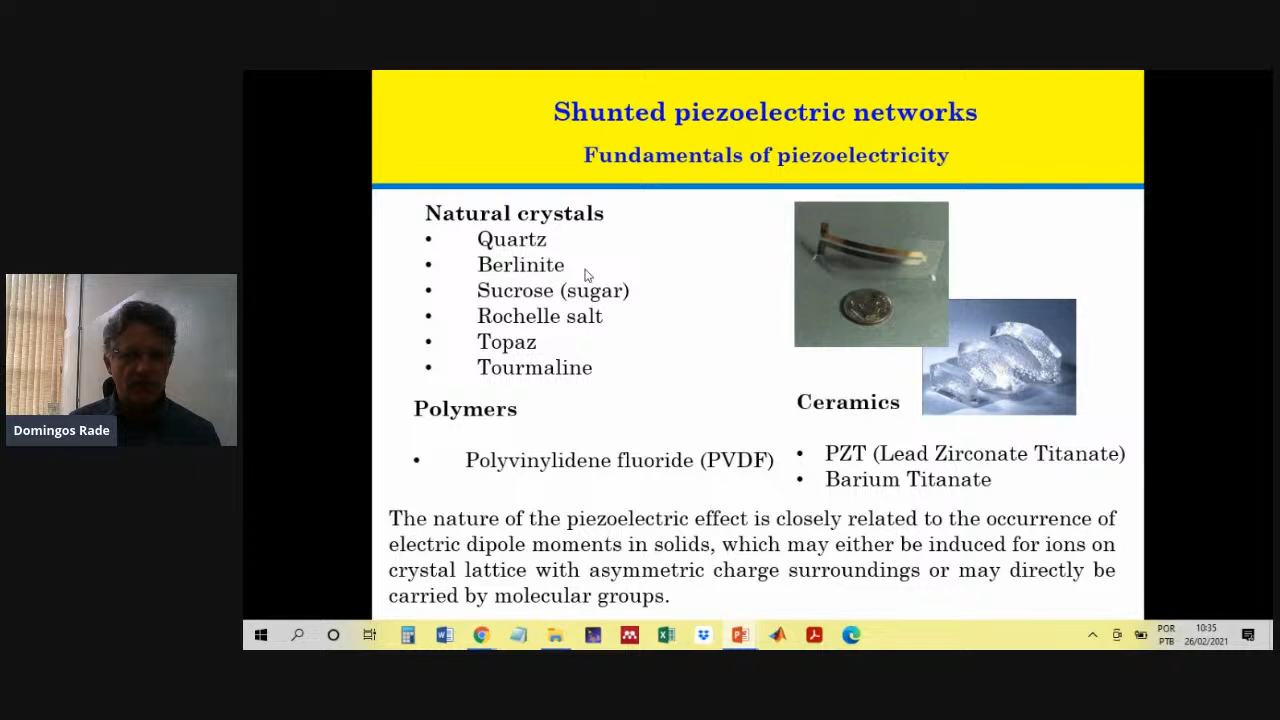 Shunted piezoelectric networks
Fundamentals of piezoelectricity
Natural crystals
• Quartz
• Berlinite
• Sucrose (sugar)
• Rochelle salt
• Topaz
• Tourmaline
Polymers
• Polyvinylidene fluoride (PVDF)
Ceramics
• PZT (Lead Zirconate Titanate)
• Barium Titanate
The nature of the piezoelectric effect is closely related to the occurrence of
electric dipole moments in solids, which may either be induced for ions on
crystal lattice with asymmetric charge surroundings or may directly be
carried by molecular groups.
Domingos Rade
POR
PTB
10:35
26/02/2021